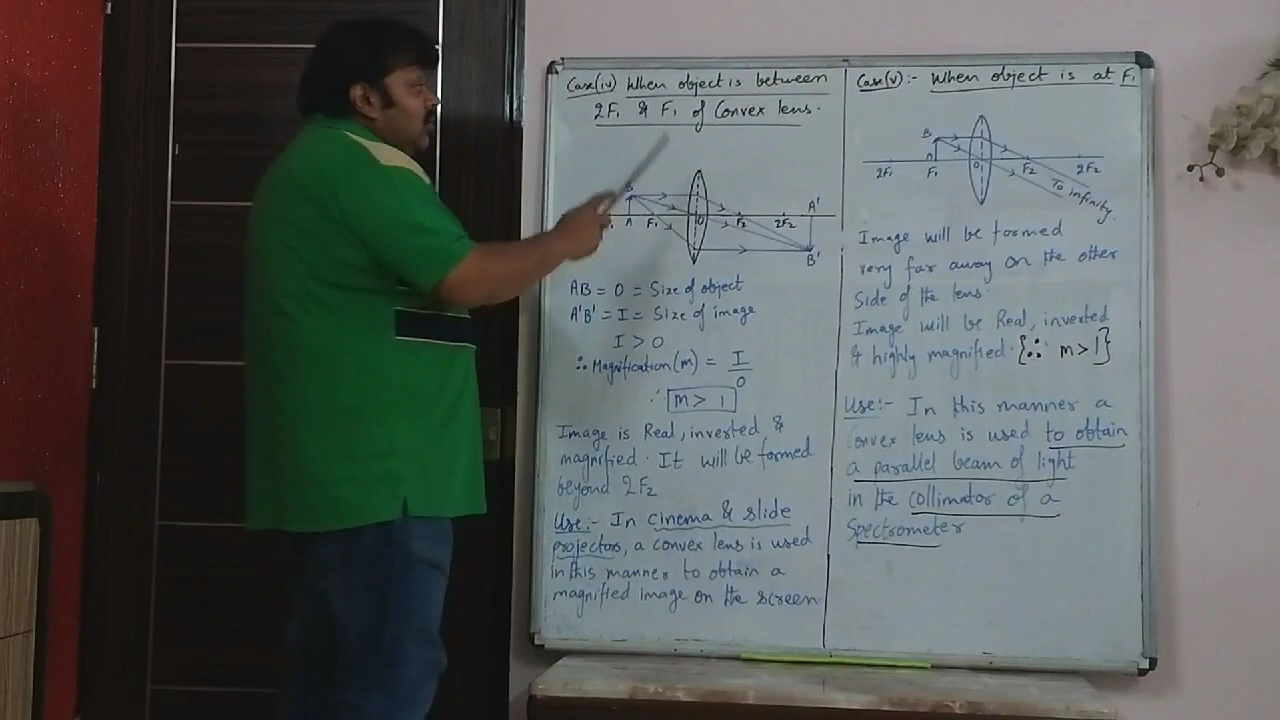 Case(iv) When object is between
2F₁ & F₁ of Convex lens.
B
A F₁ O F₂ 2F₂ A'
B'
AB = O = Size of object
A'B' = I = Size of image
I > O
∴ Magnification(m) = I
O
∴ m > 1
Image is Real, inverted &
magnified. It will be formed
beyond 2F₂
Use:- In cinema & slide
projectors, a convex lens is used
in this manner to obtain a
magnified image on the screen.
Case(v):- When object is at F₁
B
2F₁ F₁ O F₂ 2F₂
To infinity
Image will be formed
very far away on the other
side of the lens.
Image will be Real, inverted
& highly magnified. {∴ m > 1}
Use:- In this manner a
Convex lens is used to obtain
a parallel beam of light
in the collimator of a
Spectrometer